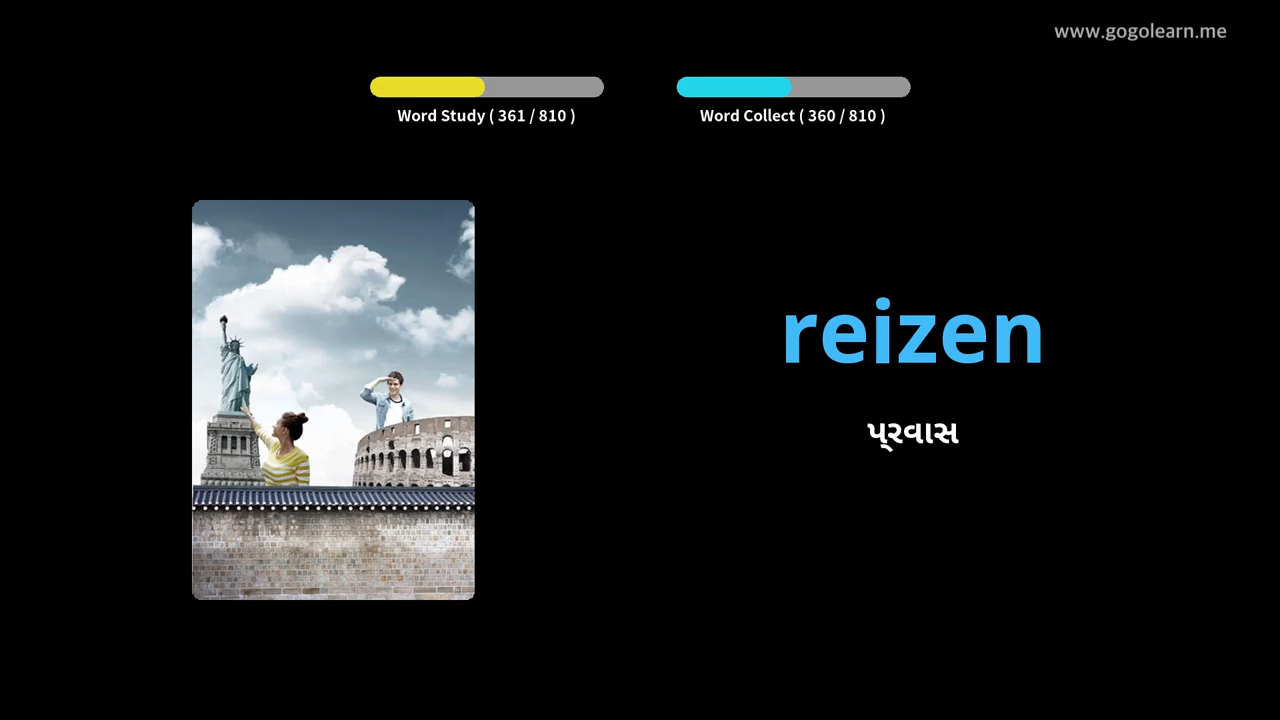 www.gogolearn.me
Word Study ( 361 / 810 )
Word Collect ( 360 / 810 )
reizen
પ્રવાસ